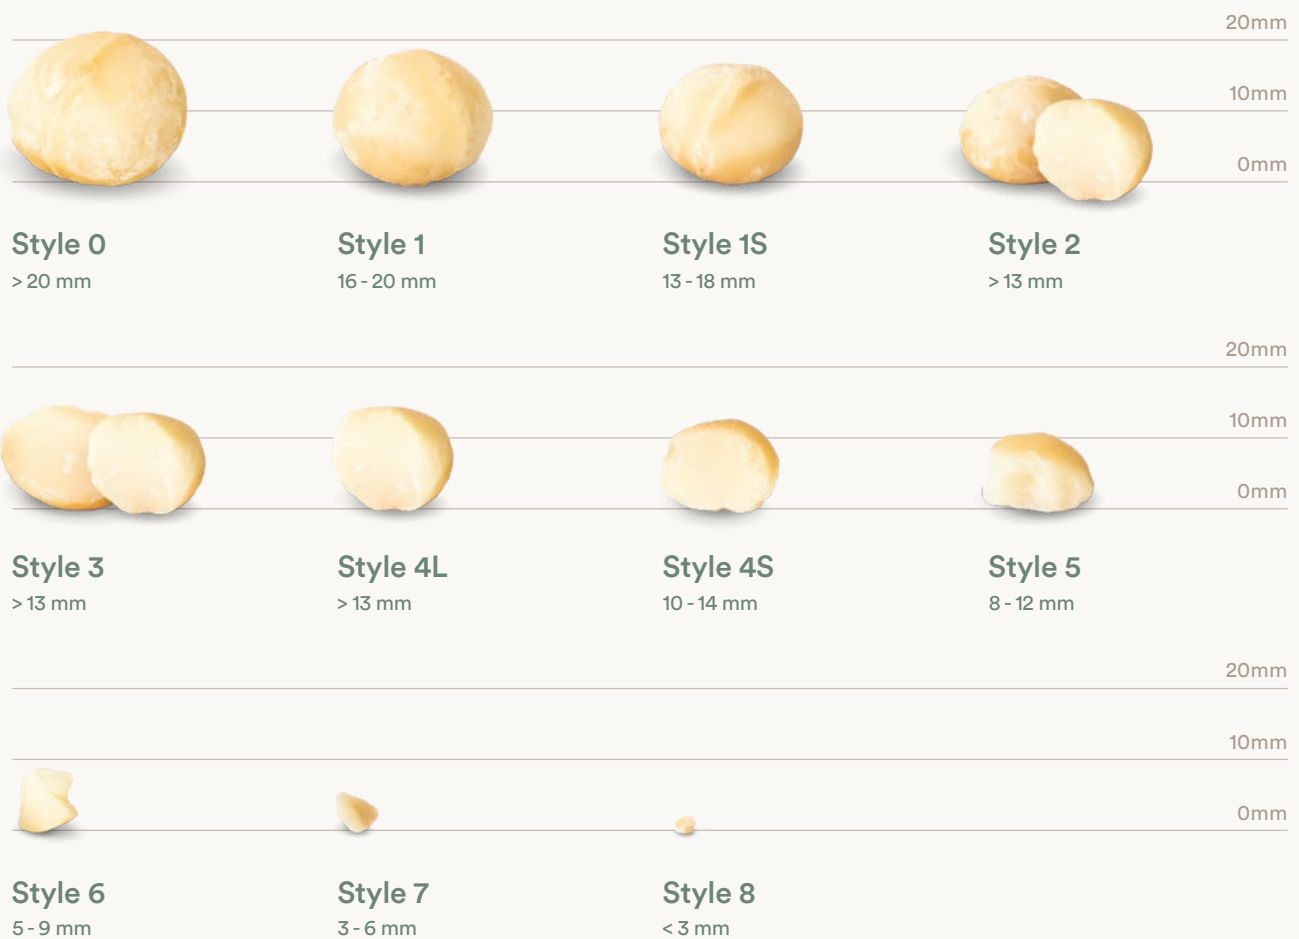 20mm
10mm
0mm
Style 0
Style 1
Style 1S
Style 2
> 20 mm
16 - 20 mm
13 - 18 mm
> 13 mm
20mm
10mm
0mm
Style 3
Style 4L
Style 4S
Style 5
> 13 mm
> 13 mm
10 - 14 mm
8 - 12 mm
20mm
10mm
0mm
Style 6
Style 7
Style 8
5 - 9 mm
3 - 6 mm
< 3 mm